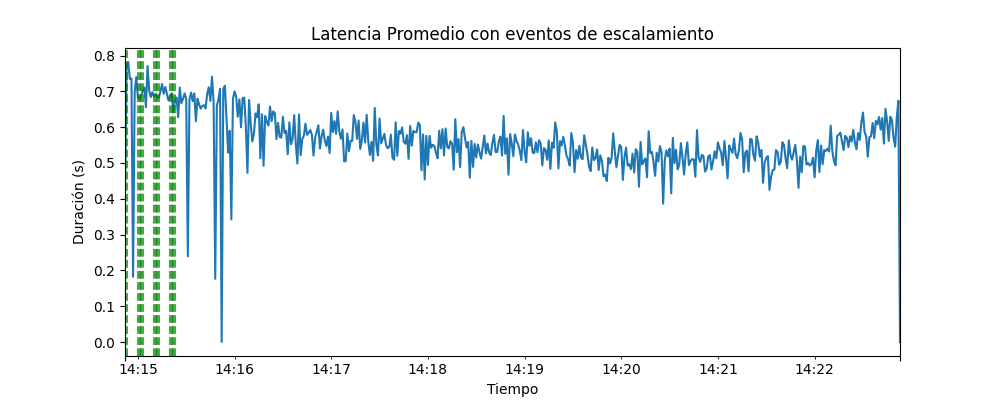 Latencia Promedio con eventos de escalamiento
Duración (s)
0.8
0.7
0.6
0.5
0.4
0.3
0.2
0.1
0.0
14:15 14:16 14:17 14:18 14:19 14:20 14:21 14:22
Tiempo